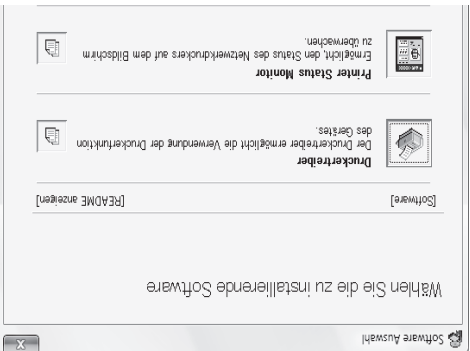 Software Auswahl
X
Wählen Sie die zu installierende Software
[Software] [README anzeigen]
Druckertreiber
Der Druckertreiber ermöglicht die Verwendung der Druckerfunktion
des Gerätes.
Printer Status Monitor
Ermöglicht, den Status des Netzwerkdruckers auf dem Bildschirm
zu überwachen.